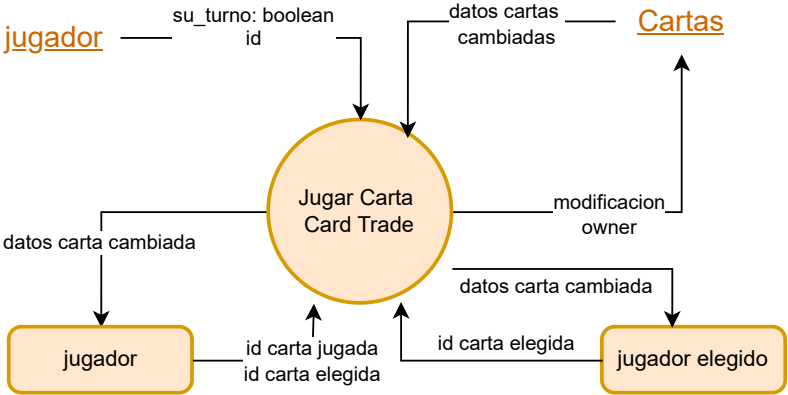 jugador
su_turno: boolean
id
datos cartas
cambiadas
Cartas
Jugar Carta
Card Trade
modificacion
owner
datos carta cambiada
datos carta cambiada
jugador
id carta jugada
id carta elegida
id carta elegida
jugador elegido